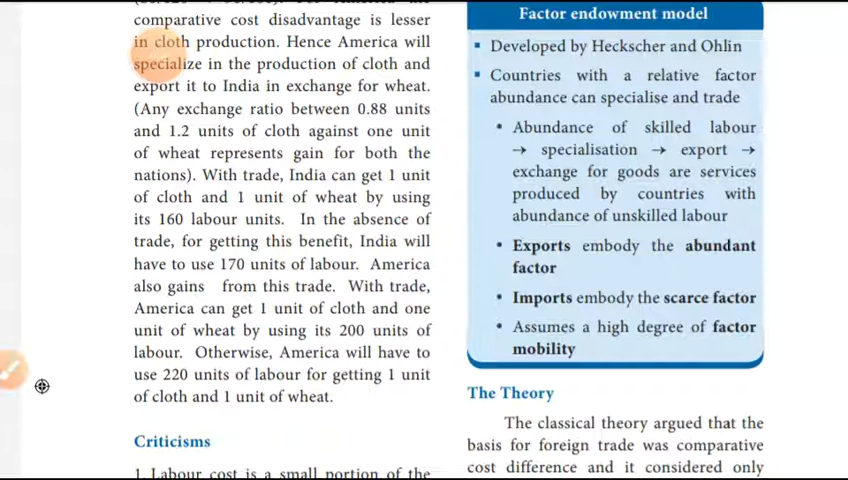 comparative cost disadvantage is lesser
in cloth production. Hence America will
specialize in the production of cloth and
export it to India in exchange for wheat.
(Any exchange ratio between 0.88 units
and 1.2 units of cloth against one unit
of wheat represents gain for both the
nations). With trade, India can get 1 unit
of cloth and 1 unit of wheat by using
its 160 labour units. In the absence of
trade, for getting this benefit, India will
have to use 170 units of labour. America
also gains from this trade. With trade,
America can get 1 unit of cloth and one
unit of wheat by using its 200 units of
labour. Otherwise, America will have to
use 220 units of labour for getting 1 unit
of cloth and 1 unit of wheat.
Criticisms
1. Labour cost is a small portion of the
Factor endowment model
▪ Developed by Heckscher and Ohlin
▪ Countries with a relative factor
abundance can specialise and trade
• Abundance of skilled labour
→ specialisation → export →
exchange for goods are services
produced by countries with
abundance of unskilled labour
• Exports embody the abundant
factor
• Imports embody the scarce factor
• Assumes a high degree of factor
mobility
The Theory
The classical theory argued that the
basis for foreign trade was comparative
cost difference and it considered only